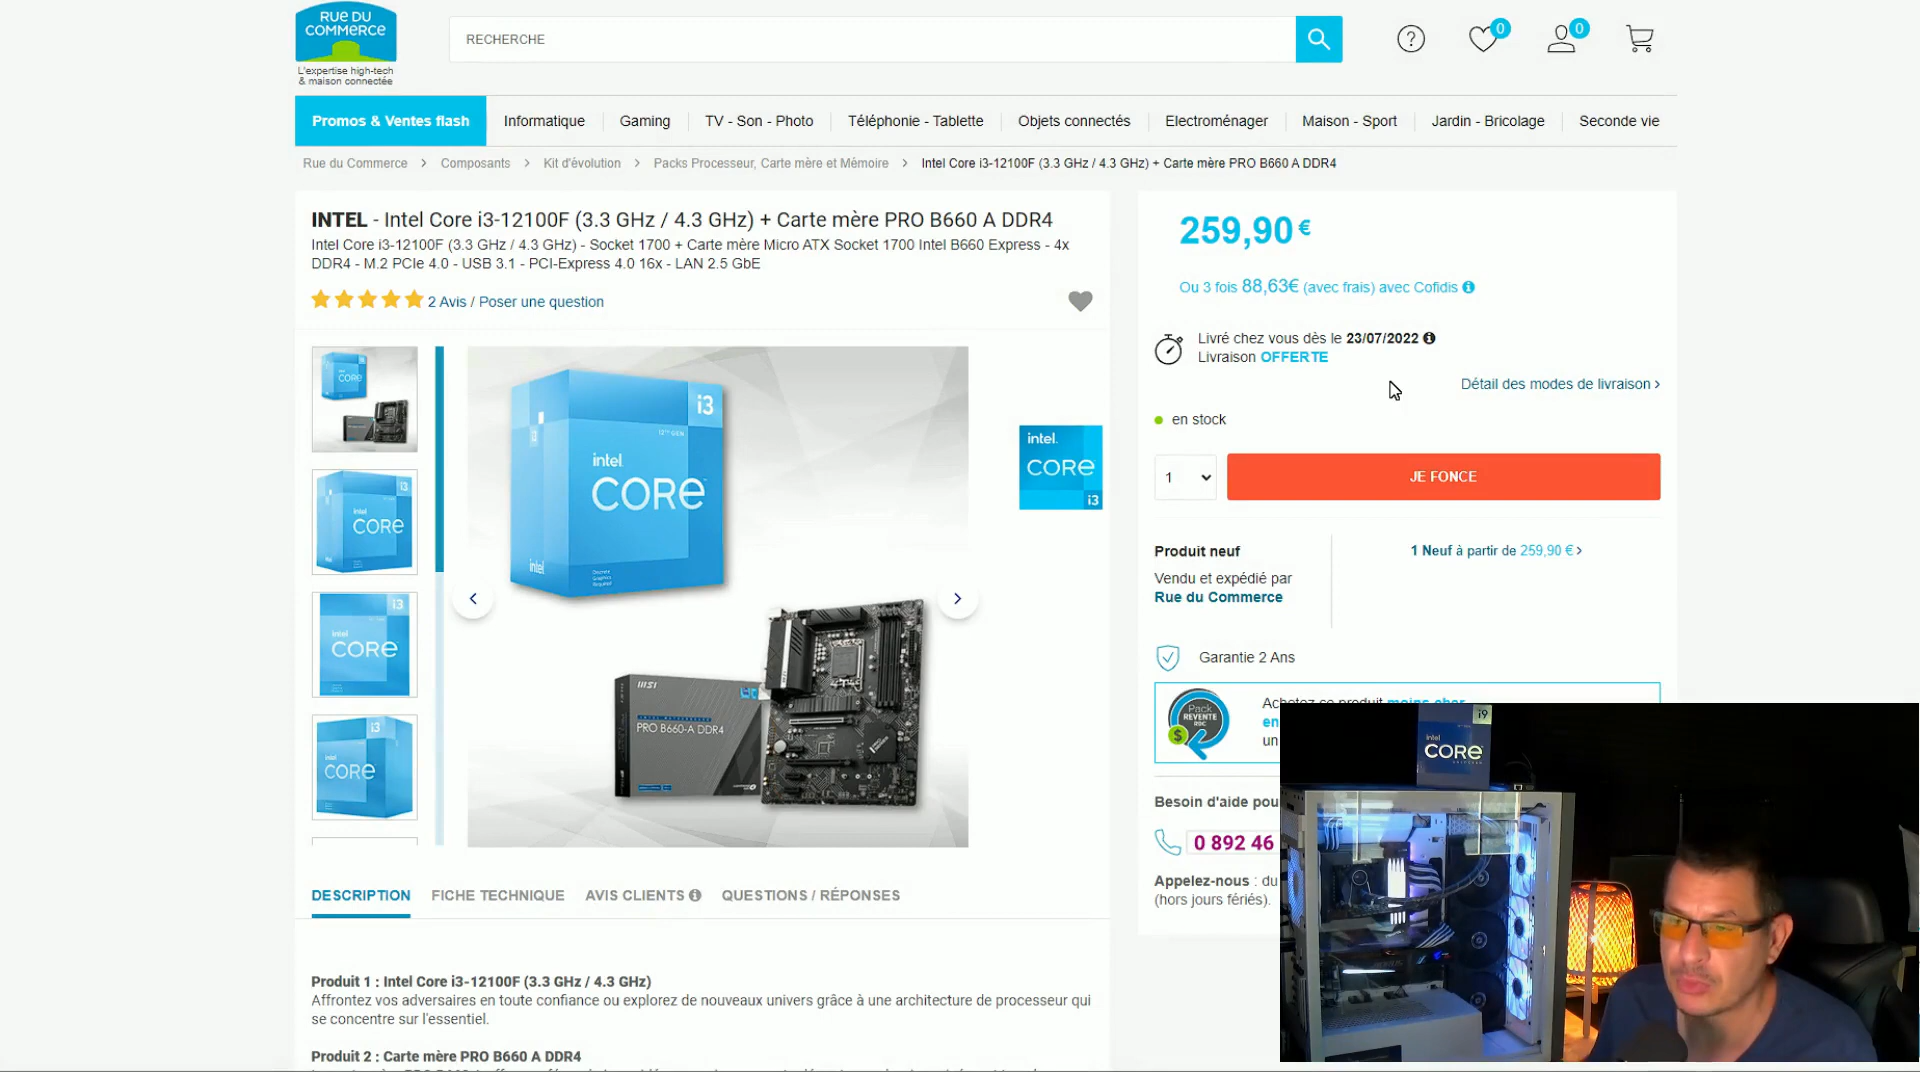 RUE DU
COMMERCE
L'expertise high-tech
& maison connectée
RECHERCHE
0
0
Promos & Ventes flash
Informatique
Gaming
TV - Son - Photo
Téléphonie - Tablette
Objets connectés
Electroménager
Maison - Sport
Jardin - Bricolage
Seconde vie
Rue du Commerce > Composants > Kit d'évolution > Packs Processeur, Carte mère et Mémoire > Intel Core i3-12100F (3.3 GHz / 4.3 GHz) + Carte mère PRO B660 A DDR4
INTEL - Intel Core i3-12100F (3.3 GHz / 4.3 GHz) + Carte mère PRO B660 A DDR4
Intel Core i3-12100F (3.3 GHz / 4.3 GHz) - Socket 1700 + Carte mère Micro ATX Socket 1700 Intel B660 Express - 4x
DDR4 - M.2 PCIe 4.0 - USB 3.1 - PCI-Express 4.0 16x - LAN 2.5 GbE
2 Avis / Poser une question
259,90 €
Ou 3 fois 88,63€ (avec frais) avec Cofidis
Livré chez vous dès le 23/07/2022
Livraison OFFERTE
Détail des modes de livraison >
en stock
1
JE FONCE
Produit neuf
Vendu et expédié par
Rue du Commerce
1 Neuf à partir de 259,90 € >
Garantie 2 Ans
Pack
REVENTE
RDC
Achetez ce produit moins cher
en
un
Besoin d'aide pou
0 892 46
Appelez-nous : du
(hors jours fériés).
i3
intel
CORE
intel
msi
PRO B660-A DDR4
intel
CORE
i3
CORE
i3
intel
CORE
i3
intel
CORE
i3
intel
CORE
DESCRIPTION
FICHE TECHNIQUE
AVIS CLIENTS
QUESTIONS / RÉPONSES
Produit 1 : Intel Core i3-12100F (3.3 GHz / 4.3 GHz)
Affrontez vos adversaires en toute confiance ou explorez de nouveaux univers grâce à une architecture de processeur qui
se concentre sur l'essentiel.
Produit 2 : Carte mère PRO B660 A DDR4
i9
intel
CORE